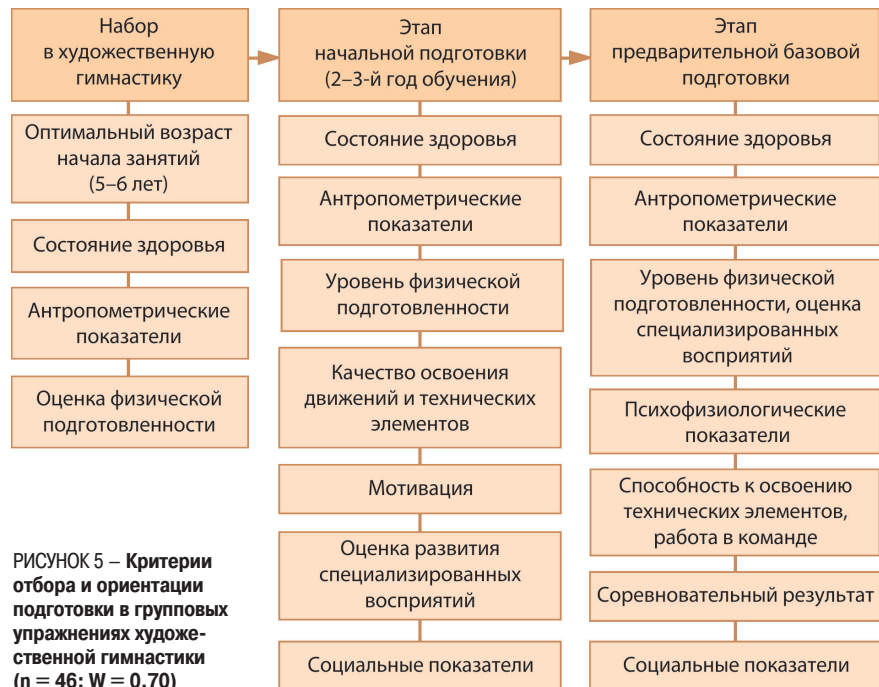 Набор
в художественную
гимнастику
Оптимальный возраст
начала занятий
(5–6 лет)
Состояние здоровья
Антропометрические
показатели
Оценка физической
подготовленности
Этап
начальной подготовки
(2–3-й год обучения)
Состояние здоровья
Антропометрические
показатели
Уровень физической
подготовленности
Качество освоения
движений и технических
элементов
Мотивация
Оценка развития
специализированных
восприятий
Социальные показатели
Этап
предварительной базовой
подготовки
Состояние здоровья
Антропометрические
показатели
Уровень физической
подготовленности, оценка
специализированных
восприятий
Психофизиологические
показатели
Способность к освоению
технических элементов,
работа в команде
Соревновательный результат
Социальные показатели
РИСУНОК 5 – Критерии
отбора и ориентации
подготовки в групповых
упражнениях художе-
ственной гимнастики
(n = 46; W = 0,70)